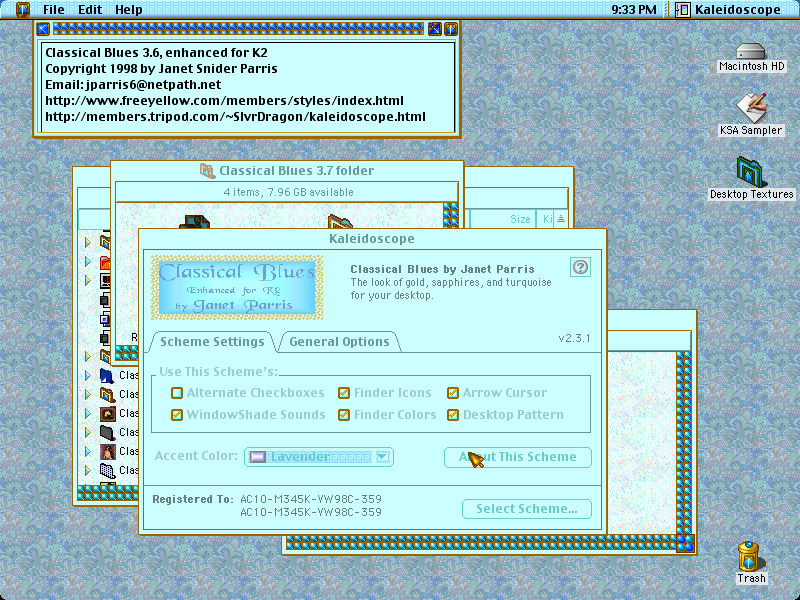 File Edit Help
9:33 PM
Kaleidoscope
Classical Blues 3.6, enhanced for K2
Copyright 1998 by Janet Snider Parris
Email: jparris6@netpath.net
http://www.freeyellow.com/members/styles/index.html
http://members.tripod.com/~SlvrDragon/kaleidoscope.html
Macintosh HD
KSA Sampler
Desktop Textures
Classical Blues 3.7 folder
4 items, 7.96 GB available
Size Ki
Kaleidoscope
Classical Blues
Enhanced for K2
by Janet Parris
Classical Blues by Janet Parris
The look of gold, sapphires, and turquoise
for your desktop.
R
v2.3.1
Scheme Settings
General Options
Use This Scheme's:
Alternate Checkboxes
Finder Icons
Arrow Cursor
WindowShade Sounds
Finder Colors
Desktop Pattern
Clas
Clas
Clas
Clas
Clas
Clas
Accent Color:
Lavender
This Scheme
Registered To: AC10-M345K-YW98C-359
AC10-M345K-YW98C-359
Select Scheme...
Trash